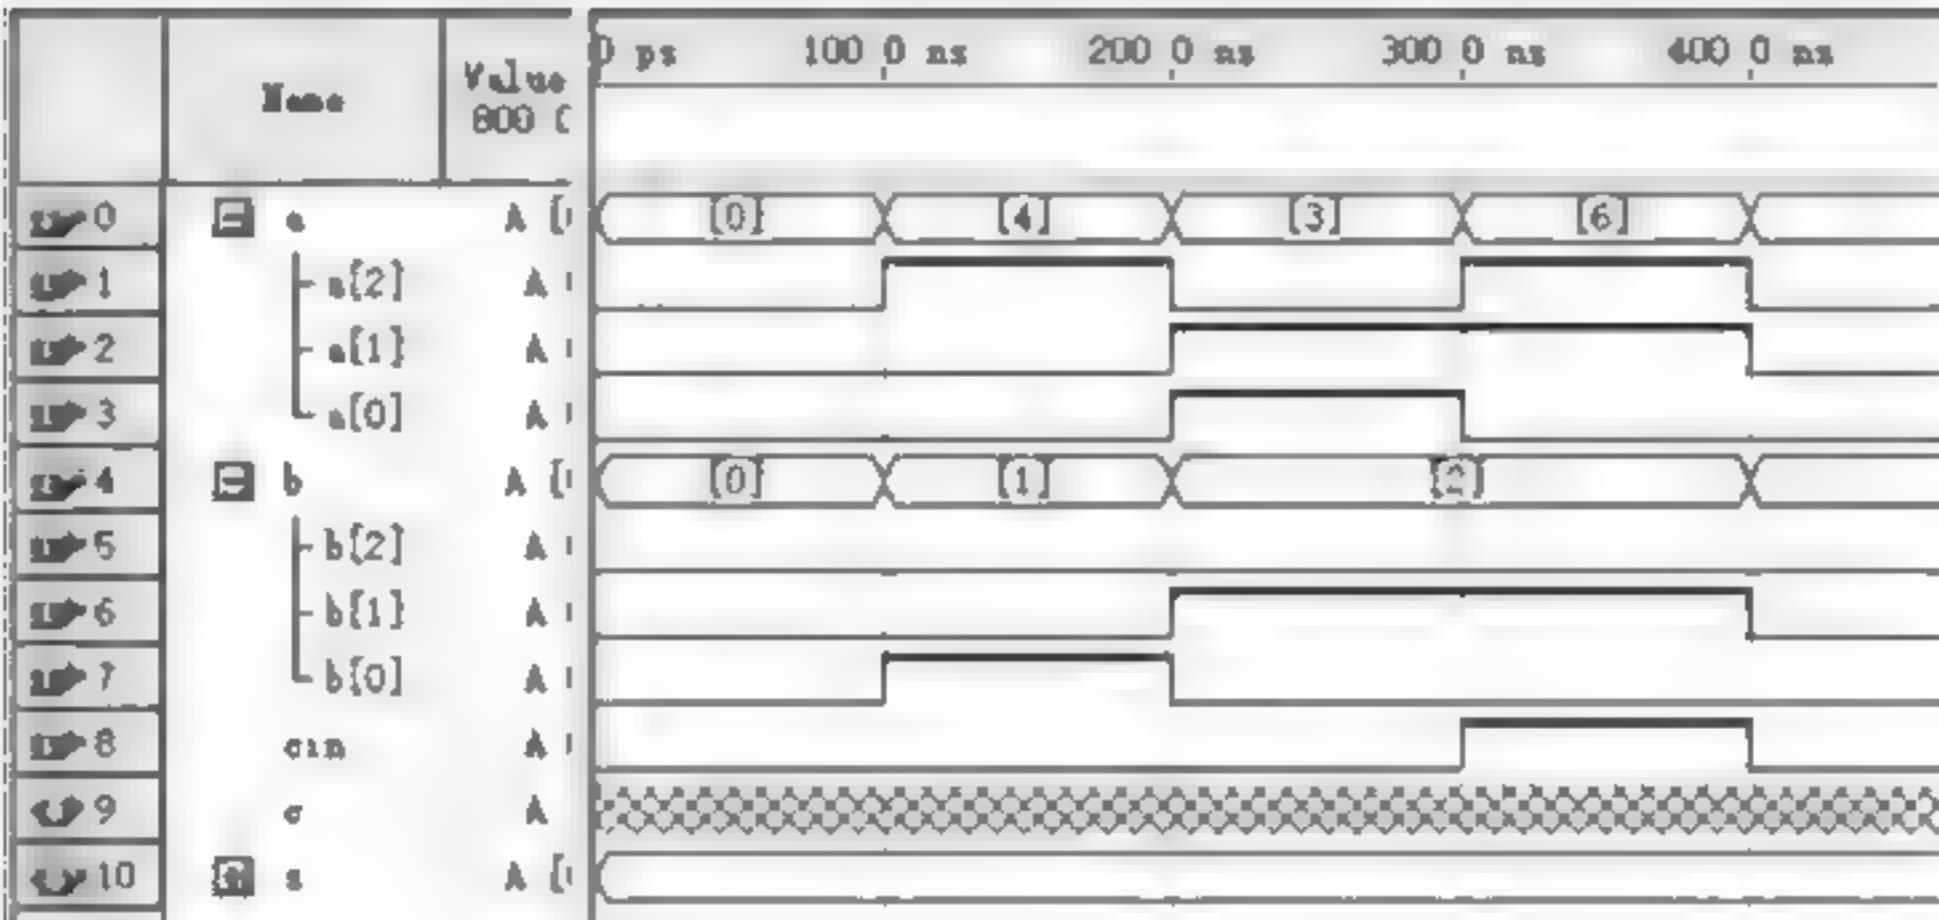 0 ps 100 0 ns 200 0 ns 300 0 ns 400 0 ns
Name Value
800 0
0 a A [ [0] [4] [3] [6]
1 a[2] A
2 a[1] A
3 a[0] A
4 b A [ [0] [1] [2]
5 b[2] A
6 b[1] A
7 b[0] A
8 cin A
9 c A
10 s A [